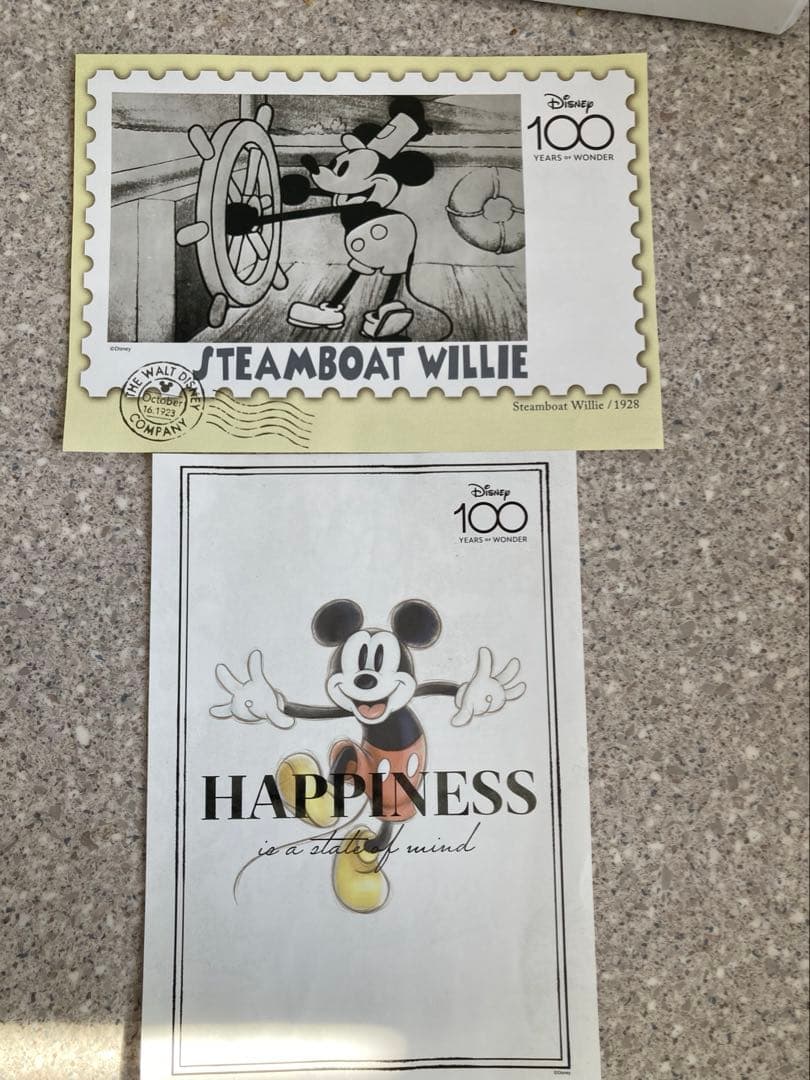 Disney
100
YEARS OF WONDER
©Disney
STEAMBOAT WILLIE
THE WALT DISNEY
October
16.1923
COMPANY
Steamboat Willie / 1928
Disney
100
YEARS OF WONDER
HAPPINESS
is a state of mind
©Disney